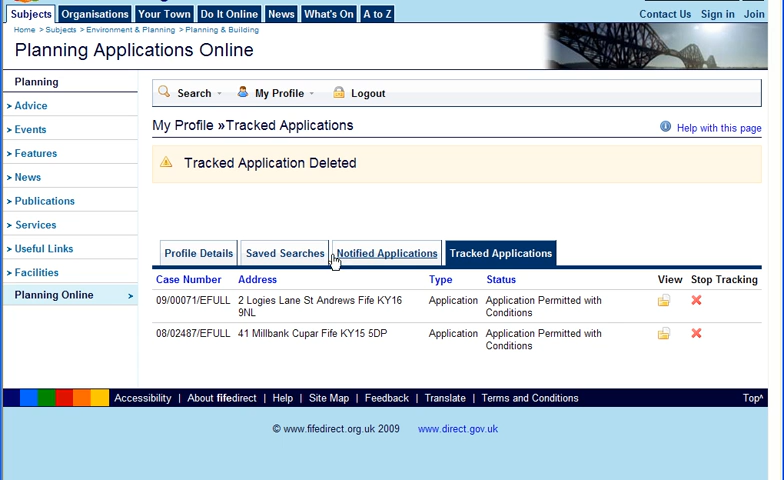 Subjects Organisations Your Town Do It Online News What's On A to Z Contact Us Sign in Join
Home > Subjects > Environment & Planning > Planning & Building
Planning Applications Online
Planning
> Advice
> Events
> Features
> News
> Publications
> Services
> Useful Links
> Facilities
Planning Online >
Search My Profile Logout
My Profile »Tracked Applications Help with this page
Tracked Application Deleted
Profile Details Saved Searches Notified Applications Tracked Applications
Case Number Address Type Status View Stop Tracking
09/00071/EFULL 2 Logies Lane St Andrews Fife KY16 Application Application Permitted with
9NL Conditions
08/02487/EFULL 41 Millbank Cupar Fife KY15 5DP Application Application Permitted with
Conditions
Accessibility | About fifedirect | Help | Site Map | Feedback | Translate | Terms and Conditions Top^
© www.fifedirect.org.uk 2009 www.direct.gov.uk